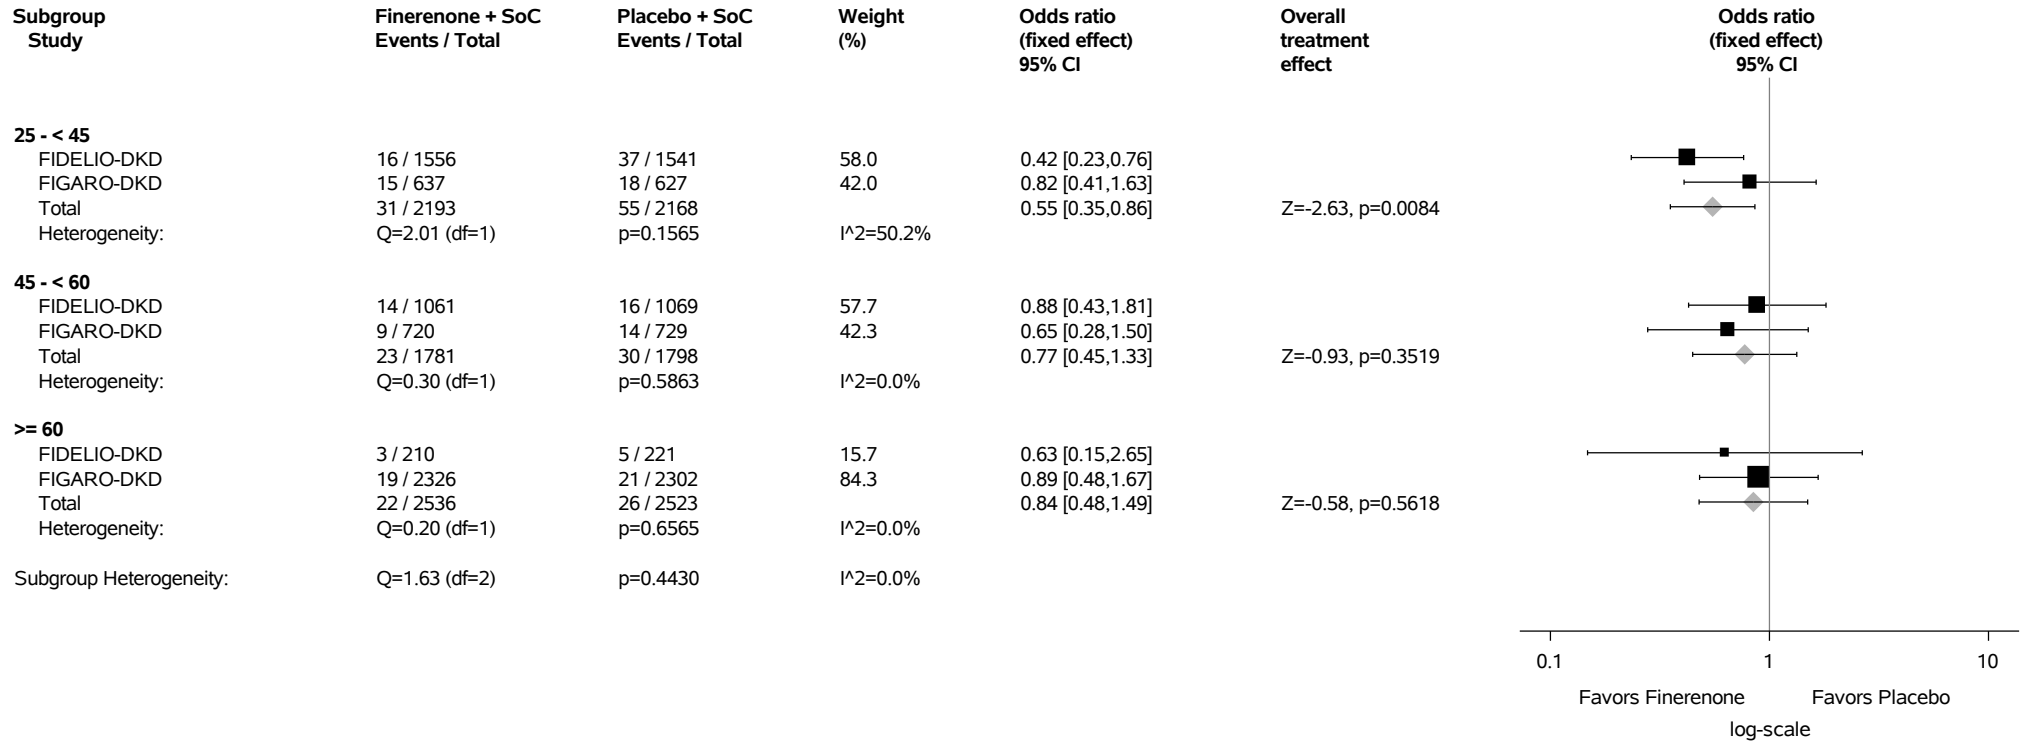 Subgroup Finerenone + SoC Placebo + SoC Weight Odds ratio Overall Odds ratio
Study Events / Total Events / Total (%) (fixed effect) treatment (fixed effect)
95% CI effect 95% CI
25 - < 45
FIDELIO-DKD 16 / 1556 37 / 1541 58.0 0.42 [0.23,0.76]
FIGARO-DKD 15 / 637 18 / 627 42.0 0.82 [0.41,1.63]
Total 31 / 2193 55 / 2168 0.55 [0.35,0.86] Z=-2.63, p=0.0084
Heterogeneity: Q=2.01 (df=1) p=0.1565 I^2=50.2%
45 - < 60
FIDELIO-DKD 14 / 1061 16 / 1069 57.7 0.88 [0.43,1.81]
FIGARO-DKD 9 / 720 14 / 729 42.3 0.65 [0.28,1.50]
Total 23 / 1781 30 / 1798 0.77 [0.45,1.33] Z=-0.93, p=0.3519
Heterogeneity: Q=0.30 (df=1) p=0.5863 I^2=0.0%
>= 60
FIDELIO-DKD 3 / 210 5 / 221 15.7 0.63 [0.15,2.65]
FIGARO-DKD 19 / 2326 21 / 2302 84.3 0.89 [0.48,1.67]
Total 22 / 2536 26 / 2523 0.84 [0.48,1.49] Z=-0.58, p=0.5618
Heterogeneity: Q=0.20 (df=1) p=0.6565 I^2=0.0%
Subgroup Heterogeneity: Q=1.63 (df=2) p=0.4430 I^2=0.0%
0.1 1 10
Favors Finerenone Favors Placebo
log-scale